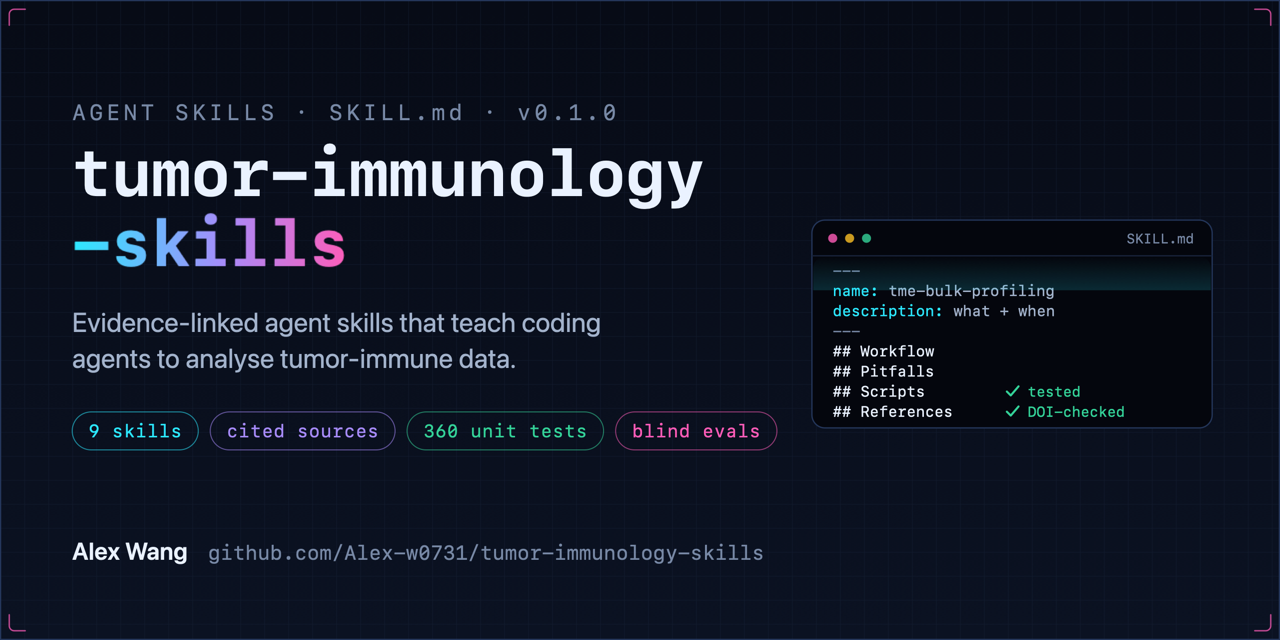 AGENT SKILLS · SKILL.md · v0.1.0
tumor-immunology
-skills
Evidence-linked agent skills that teach coding
agents to analyse tumor-immune data.
9 skills
cited sources
360 unit tests
blind evals
Alex Wang
github.com/Alex-w0731/tumor-immunology-skills
SKILL.md
---
name: tme-bulk-profiling
description: what + when
---
## Workflow
## Pitfalls
## Scripts ✓ tested
## References ✓ DOI-checked